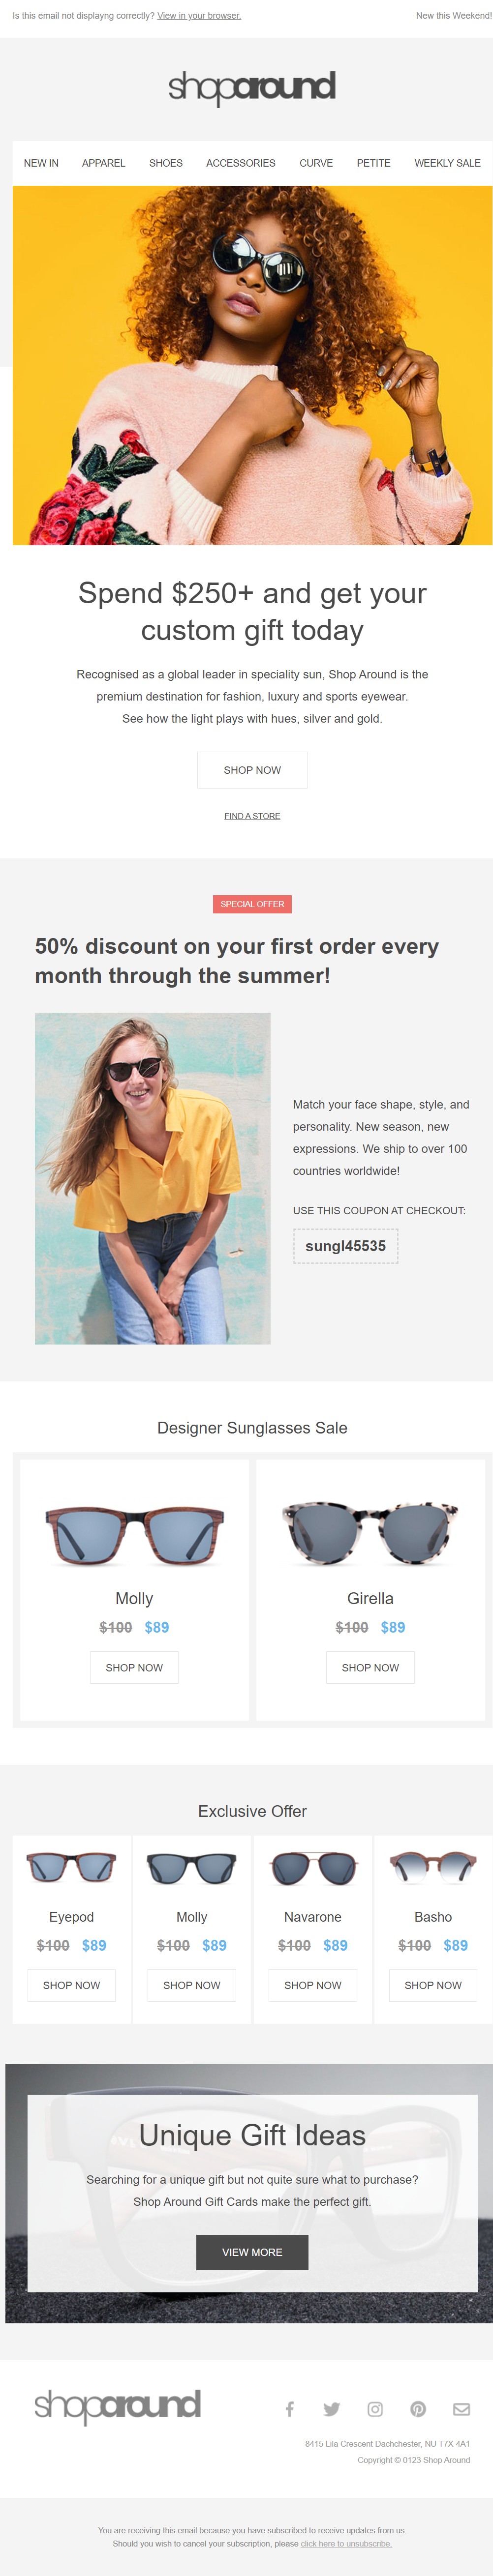 Is this email not displayng correctly? View in your browser.
New this Weekend!
shoparound
NEW IN APPAREL SHOES ACCESSORIES CURVE PETITE WEEKLY SALE
Spend $250+ and get your
custom gift today
Recognised as a global leader in speciality sun, Shop Around is the
premium destination for fashion, luxury and sports eyewear.
See how the light plays with hues, silver and gold.
SHOP NOW
FIND A STORE
SPECIAL OFFER
50% discount on your first order every
month through the summer!
Match your face shape, style, and
personality. New season, new
expressions. We ship to over 100
countries worldwide!
USE THIS COUPON AT CHECKOUT:
sungl45535
Designer Sunglasses Sale
Molly
$100 $89
SHOP NOW
Girella
$100 $89
SHOP NOW
Exclusive Offer
Eyepod
$100 $89
SHOP NOW
Molly
$100 $89
SHOP NOW
Navarone
$100 $89
SHOP NOW
Basho
$100 $89
SHOP NOW
Unique Gift Ideas
Searching for a unique gift but not quite sure what to purchase?
Shop Around Gift Cards make the perfect gift.
VIEW MORE
shoparound
8415 Lila Crescent Dachchester, NU T7X 4A1
Copyright © 0123 Shop Around
You are receiving this email because you have subscribed to receive updates from us.
Should you wish to cancel your subscription, please click here to unsubscribe.